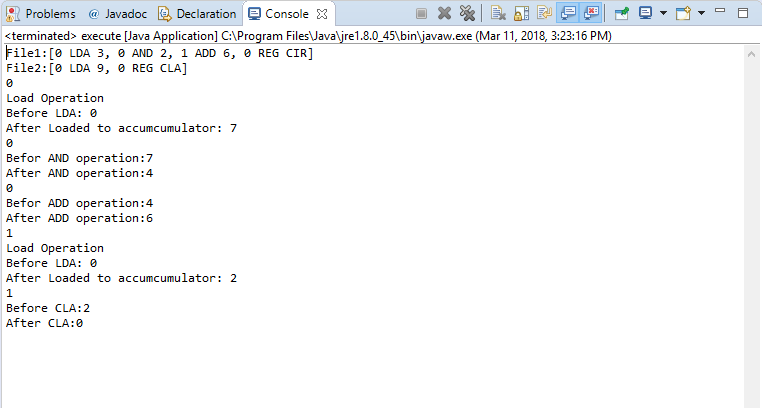 Problems @ Javadoc Declaration Console
<terminated> execute [Java Application] C:\Program Files\Java\jre1.8.0_45\bin\javaw.exe (Mar 11, 2018, 3:23:16 PM)
File1:[0 LDA 3, 0 AND 2, 1 ADD 6, 0 REG CIR]
File2:[0 LDA 9, 0 REG CLA]
0
Load Operation
Before LDA: 0
After Loaded to accumcumulator: 7
0
Befor AND operation:7
After AND operation:4
0
Befor ADD operation:4
After ADD operation:6
1
Load Operation
Before LDA: 0
After Loaded to accumcumulator: 2
1
Before CLA:2
After CLA:0